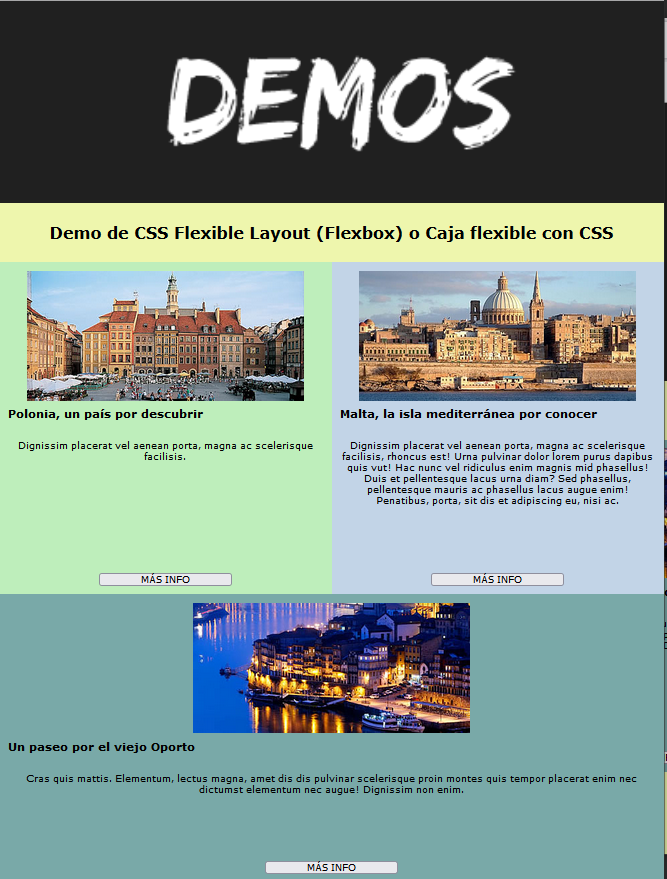 DEMOS
Demo de CSS Flexible Layout (Flexbox) o Caja flexible con CSS
Polonia, un país por descubrir
Dignissim placerat vel aenean porta, magna ac scelerisque
facilisis.
MÁS INFO
Malta, la isla mediterránea por conocer
Dignissim placerat vel aenean porta, magna ac scelerisque
facilisis, rhoncus est! Urna pulvinar dolor lorem purus dapibus
quis vut! Hac nunc vel ridiculus enim magnis mid phasellus!
Duis et pellentesque lacus urna diam? Sed phasellus,
pellentesque mauris ac phasellus lacus augue enim!
Penatibus, porta, sit dis et adipiscing eu, nisi ac.
MÁS INFO
Un paseo por el viejo Oporto
Cras quis mattis. Elementum, lectus magna, amet dis dis pulvinar scelerisque proin montes quis tempor placerat enim nec
dictumst elementum nec augue! Dignissim non enim.
MÁS INFO